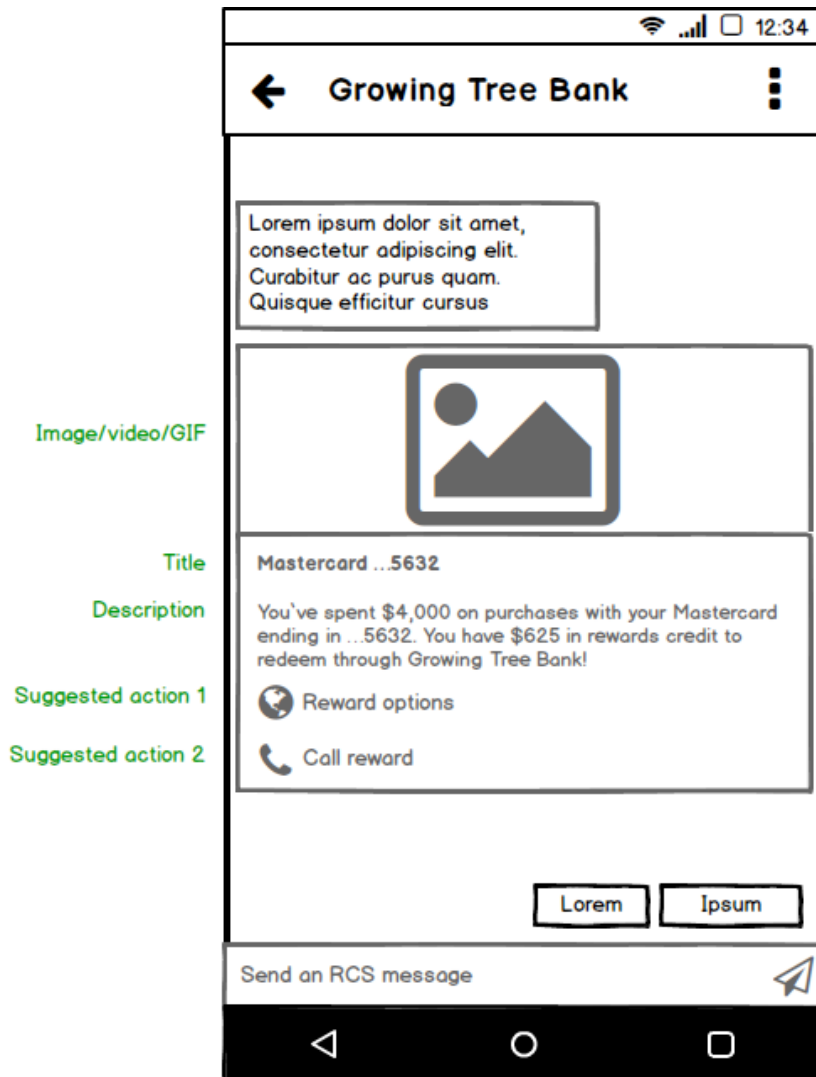 12:34
Growing Tree Bank
Lorem ipsum dolor sit amet,
consectetur adipiscing elit.
Curabitur ac purus quam.
Quisque efficitur cursus
Image/video/GIF
Title
Mastercard ...5632
Description
You've spent $4,000 on purchases with your Mastercard
ending in ...5632. You have $625 in rewards credit to
redeem through Growing Tree Bank!
Suggested action 1
Reward options
Suggested action 2
Call reward
Lorem
Ipsum
Send an RCS message